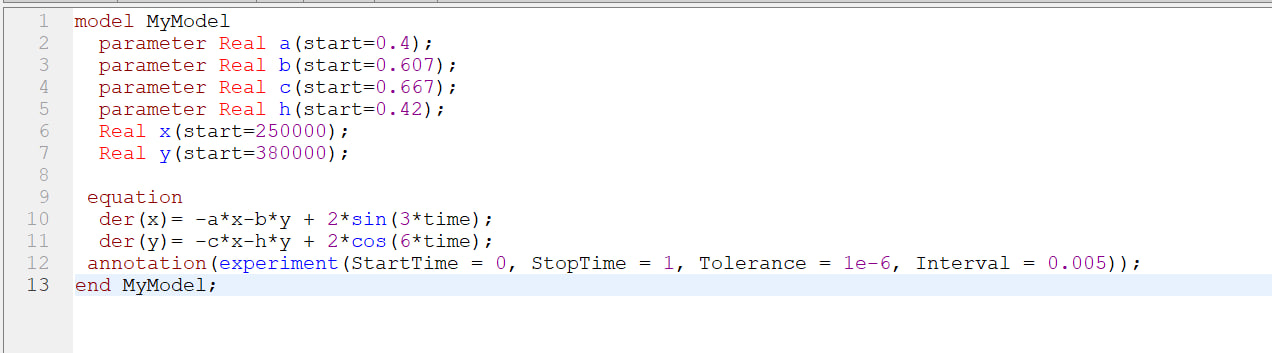 1 model MyModel
2 parameter Real a(start=0.4);
3 parameter Real b(start=0.607);
4 parameter Real c(start=0.667);
5 parameter Real h(start=0.42);
6 Real x(start=250000);
7 Real y(start=380000);
8
9 equation
10 der(x)= -a*x-b*y + 2*sin(3*time);
11 der(y)= -c*x-h*y + 2*cos(6*time);
12 annotation(experiment(StartTime = 0, StopTime = 1, Tolerance = 1e-6, Interval = 0.005));
13 end MyModel;